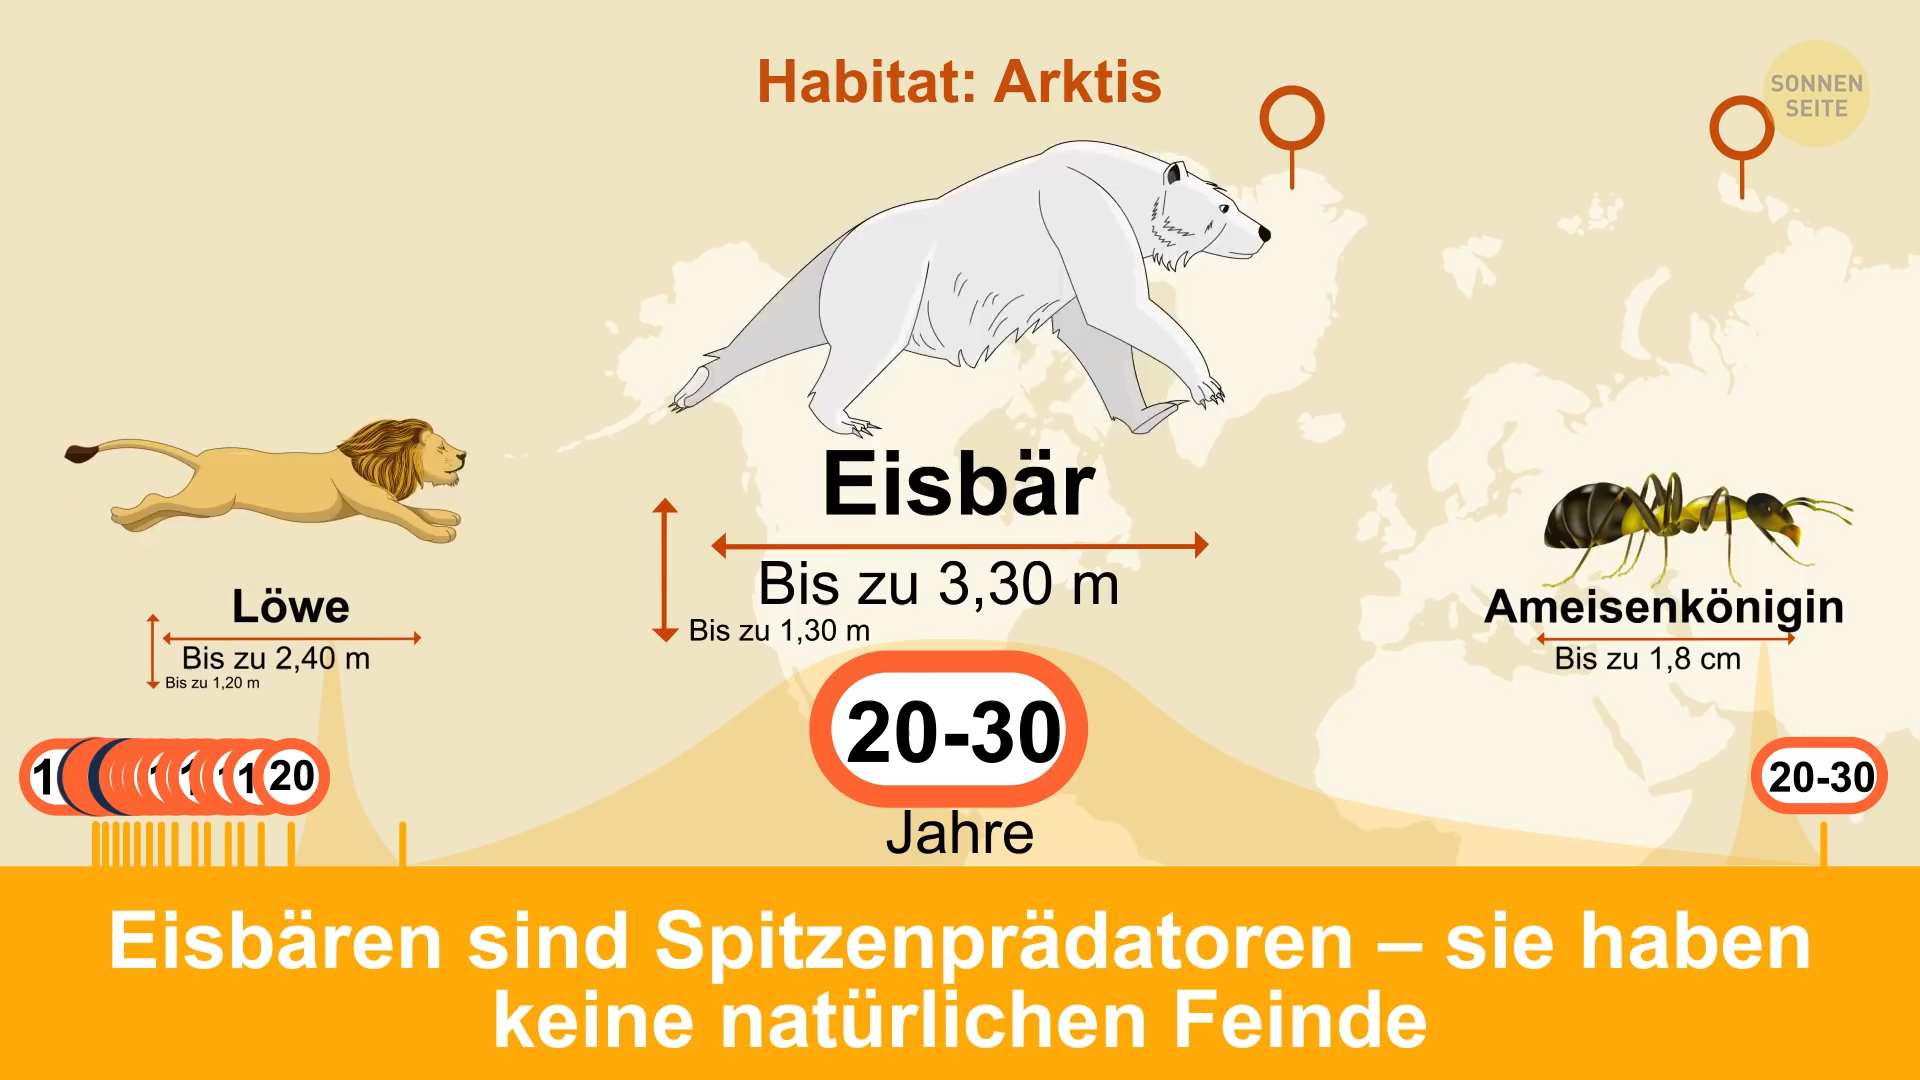 Habitat: Arktis
SONNEN
SEITE
Eisbär
Bis zu 3,30 m
Bis zu 1,30 m
Löwe
Bis zu 2,40 m
Bis zu 1,20 m
Ameisenkönigin
Bis zu 1,8 cm
20
20-30
Jahre
20-30
Eisbären sind Spitzenprädatoren – sie haben
keine natürlichen Feinde